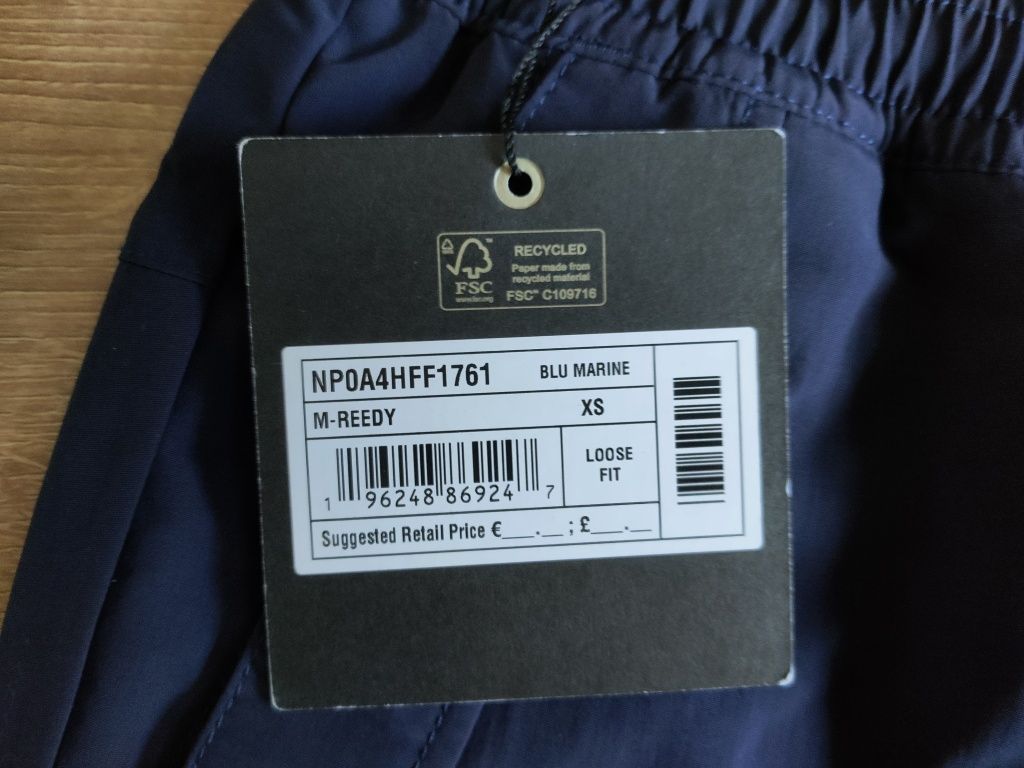 RECYCLED
Paper made from
recycled material
FSC™ C109716
FSC
www.fsc.org
NP0A4HFF1761 BLU MARINE
M-REEDY XS
LOOSE
FIT
1 96248 86924 7
Suggested Retail Price €___.__ ; £___.__